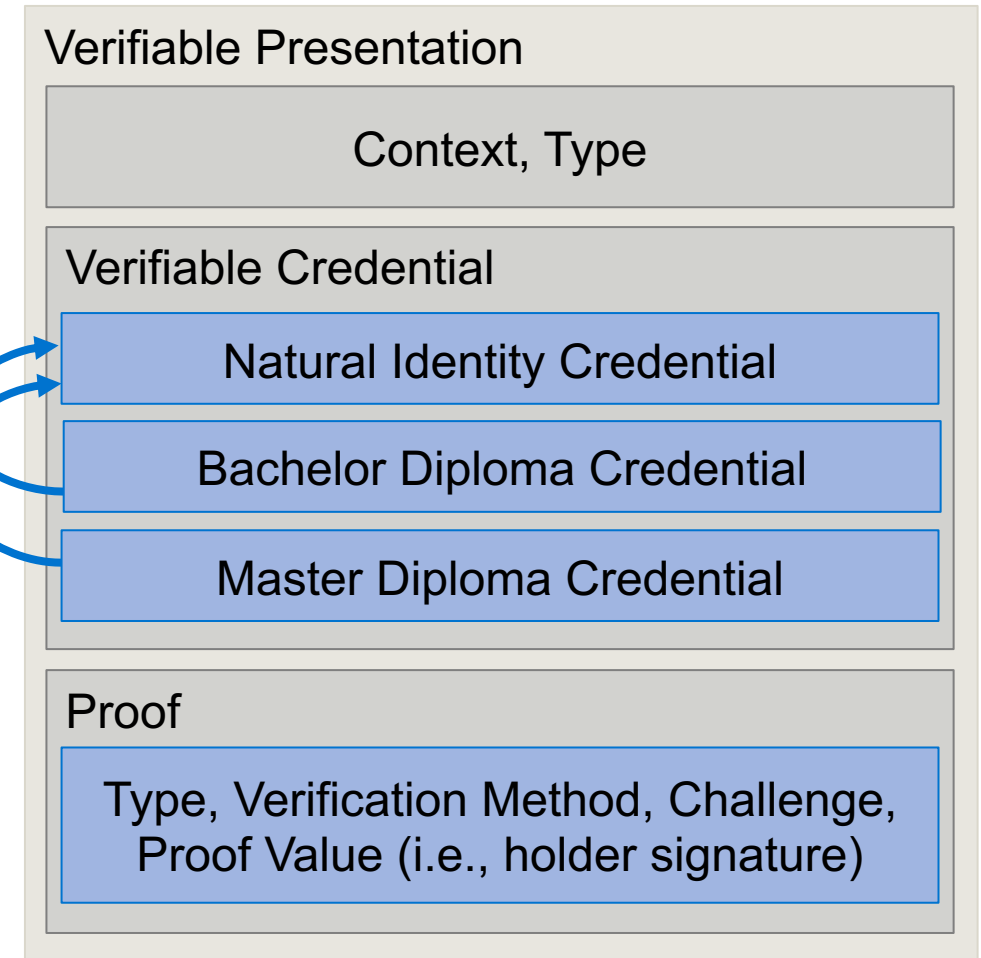 Verifiable Presentation
Context, Type
Verifiable Credential
Natural Identity Credential
Bachelor Diploma Credential
Master Diploma Credential
Proof
Type, Verification Method, Challenge,
Proof Value (i.e., holder signature)